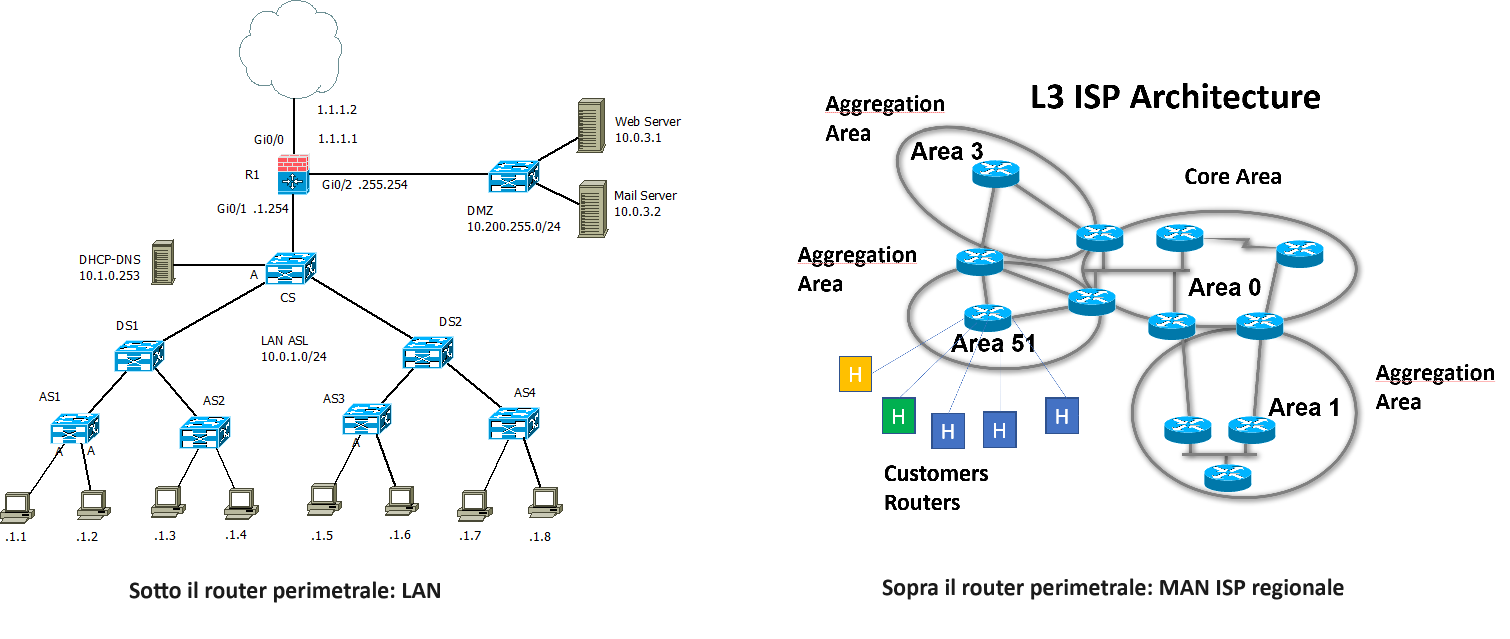 1.1.1.2
Gi0/0
1.1.1.1
R1
Gi0/2 .255.254
Gi0/1 .1.254
Web Server
10.0.3.1
Mail Server
10.0.3.2
DMZ
10.200.255.0/24
DHCP-DNS
10.1.0.253
A
CS
DS1
DS2
LAN ASL
10.0.1.0/24
AS1
AS2
AS3
AS4
A
A
A
.1.1
.1.2
.1.3
.1.4
.1.5
.1.6
.1.7
.1.8
Sotto il router perimetrale: LAN
L3 ISP Architecture
Aggregation
Area
Area 3
Core Area
Aggregation
Area
Area 0
Area 51
H
H
H
H
H
Customers
Routers
Area 1
Aggregation
Area
Sopra il router perimetrale: MAN ISP regionale